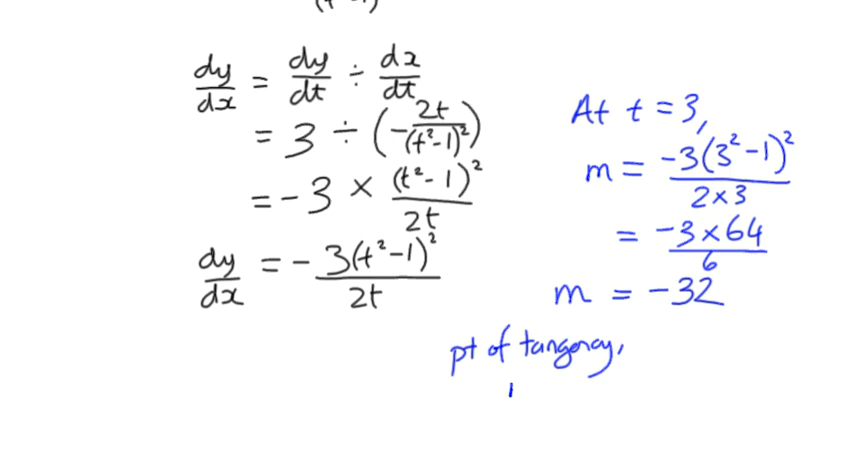 dy/dx = dy/dt ÷ dx/dt
= 3 ÷ (-2t/(t²-1)²)
= -3 × (t²-1)²/2t
dy/dx = - 3(t²-1)²/2t
At t = 3,
m = -3(3²-1)²/2×3
= -3×64/6
m = -32
pt of tangency,